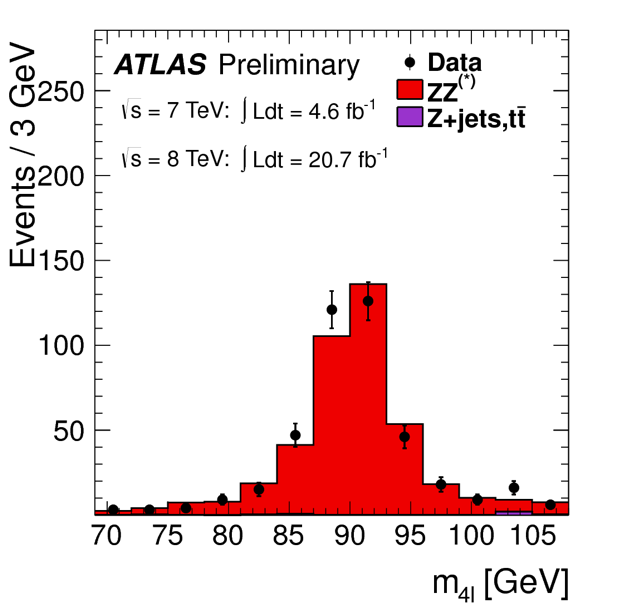 ATLAS Preliminary
√s = 7 TeV: ∫ Ldt = 4.6 fb⁻¹
√s = 8 TeV: ∫ Ldt = 20.7 fb⁻¹
Data
ZZ⁽*⁾
Z+jets,tt̄
Events / 3 GeV
250
200
150
100
50
70 75 80 85 90 95 100 105
m4l [GeV]